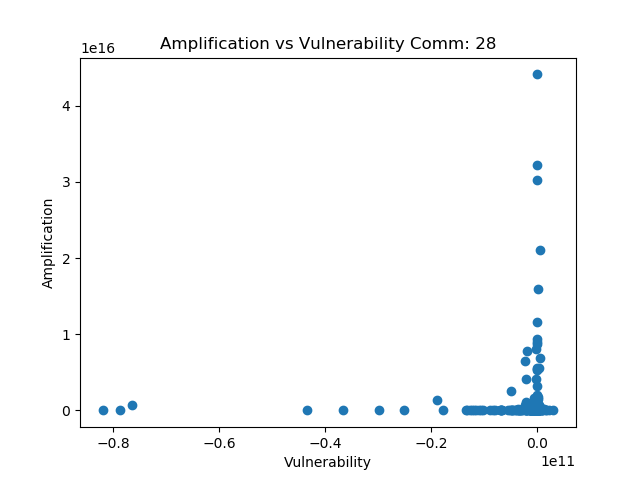 Amplification vs Vulnerability Comm: 28
1e16
4
3
2
1
0
Amplification
−0.8 −0.6 −0.4 −0.2 0.0
1e11
Vulnerability